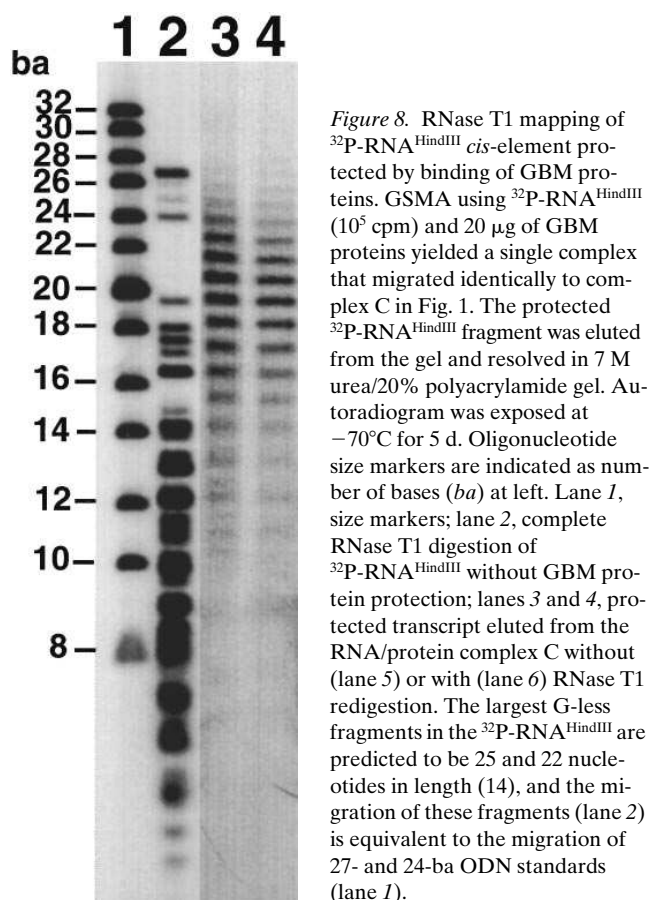 1 2 3 4
ba
32
30
28
26
24
22
20
18
16
14
12
10
8
Figure 8. RNase T1 mapping of
32P-RNAHindIII cis-element pro-
tected by binding of GBM pro-
teins. GSMA using 32P-RNAHindIII
(105 cpm) and 20 μg of GBM
proteins yielded a single complex
that migrated identically to com-
plex C in Fig. 1. The protected
32P-RNAHindIII fragment was eluted
from the gel and resolved in 7 M
urea/20% polyacrylamide gel. Au-
toradiogram was exposed at
−70°C for 5 d. Oligonucleotide
size markers are indicated as num-
ber of bases (ba) at left. Lane 1,
size markers; lane 2, complete
RNase T1 digestion of
32P-RNAHindIII without GBM pro-
tein protection; lanes 3 and 4, pro-
tected transcript eluted from the
RNA/protein complex C without
(lane 5) or with (lane 6) RNase T1
redigestion. The largest G-less
fragments in the 32P-RNAHindIII are
predicted to be 25 and 22 nucle-
otides in length (14), and the mi-
gration of these fragments (lane 2)
is equivalent to the migration of
27- and 24-ba ODN standards
(lane 1).